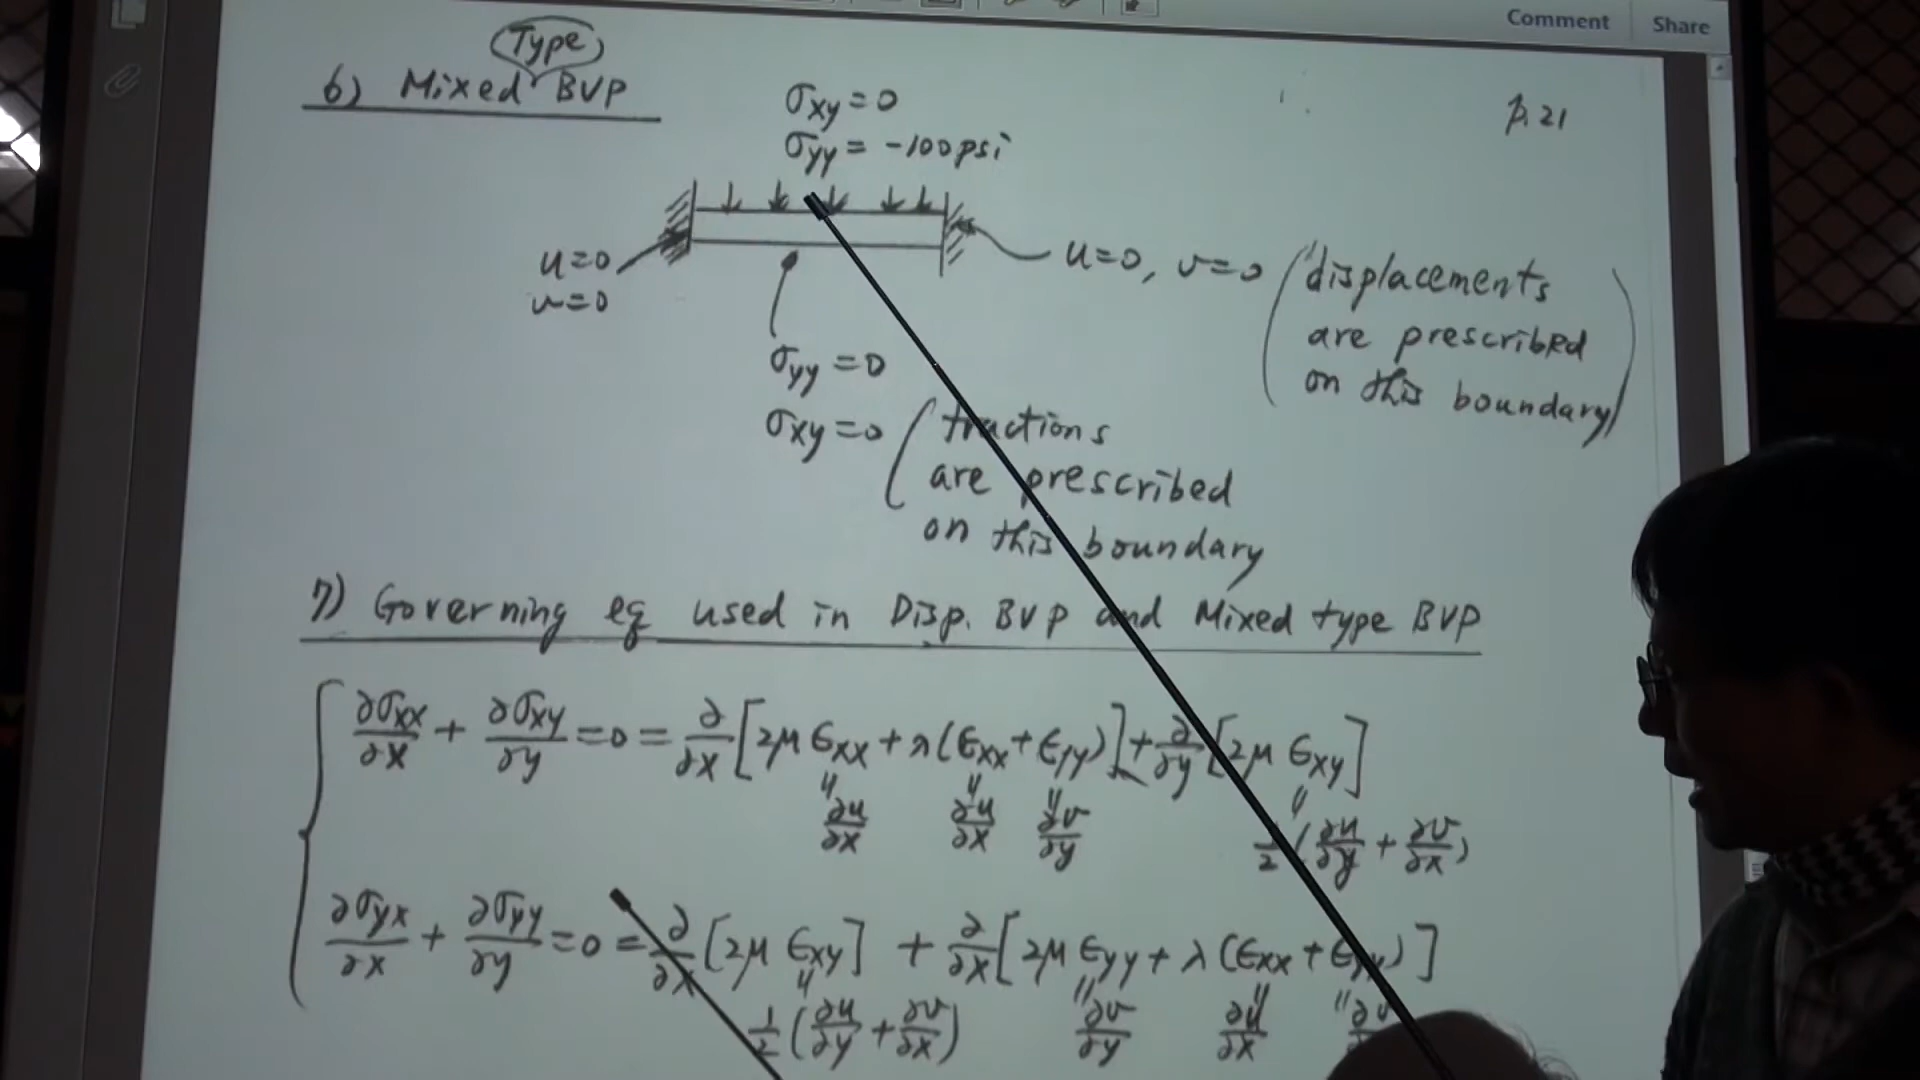 Comment Share
Type
6) Mixed BVP
p.21
σxy = 0
σyy = -100psi
u=0
v=0
u=0, v=0 (displacements
are prescribed
on this boundary)
σyy = 0
σxy = 0 (tractions
are prescribed
on this boundary
7) Governing eq used in Disp. BVP and Mixed type BVP
∂σxx/∂x + ∂σxy/∂y = 0 = ∂/∂x [2μ ϵxx + λ(ϵxx + ϵyy)] + ∂/∂y [2μ ϵxy]
∂u/∂x ∂u/∂x ∂v/∂y 1/2 (∂u/∂y + ∂v/∂x)
∂σyx/∂x + ∂σyy/∂y = 0 = ∂/∂x [2μ ϵxy] + ∂/∂x [2μ ϵyy + λ(ϵxx + ϵyy)]
1/2 (∂u/∂y + ∂v/∂x) ∂v/∂y ∂u/∂x